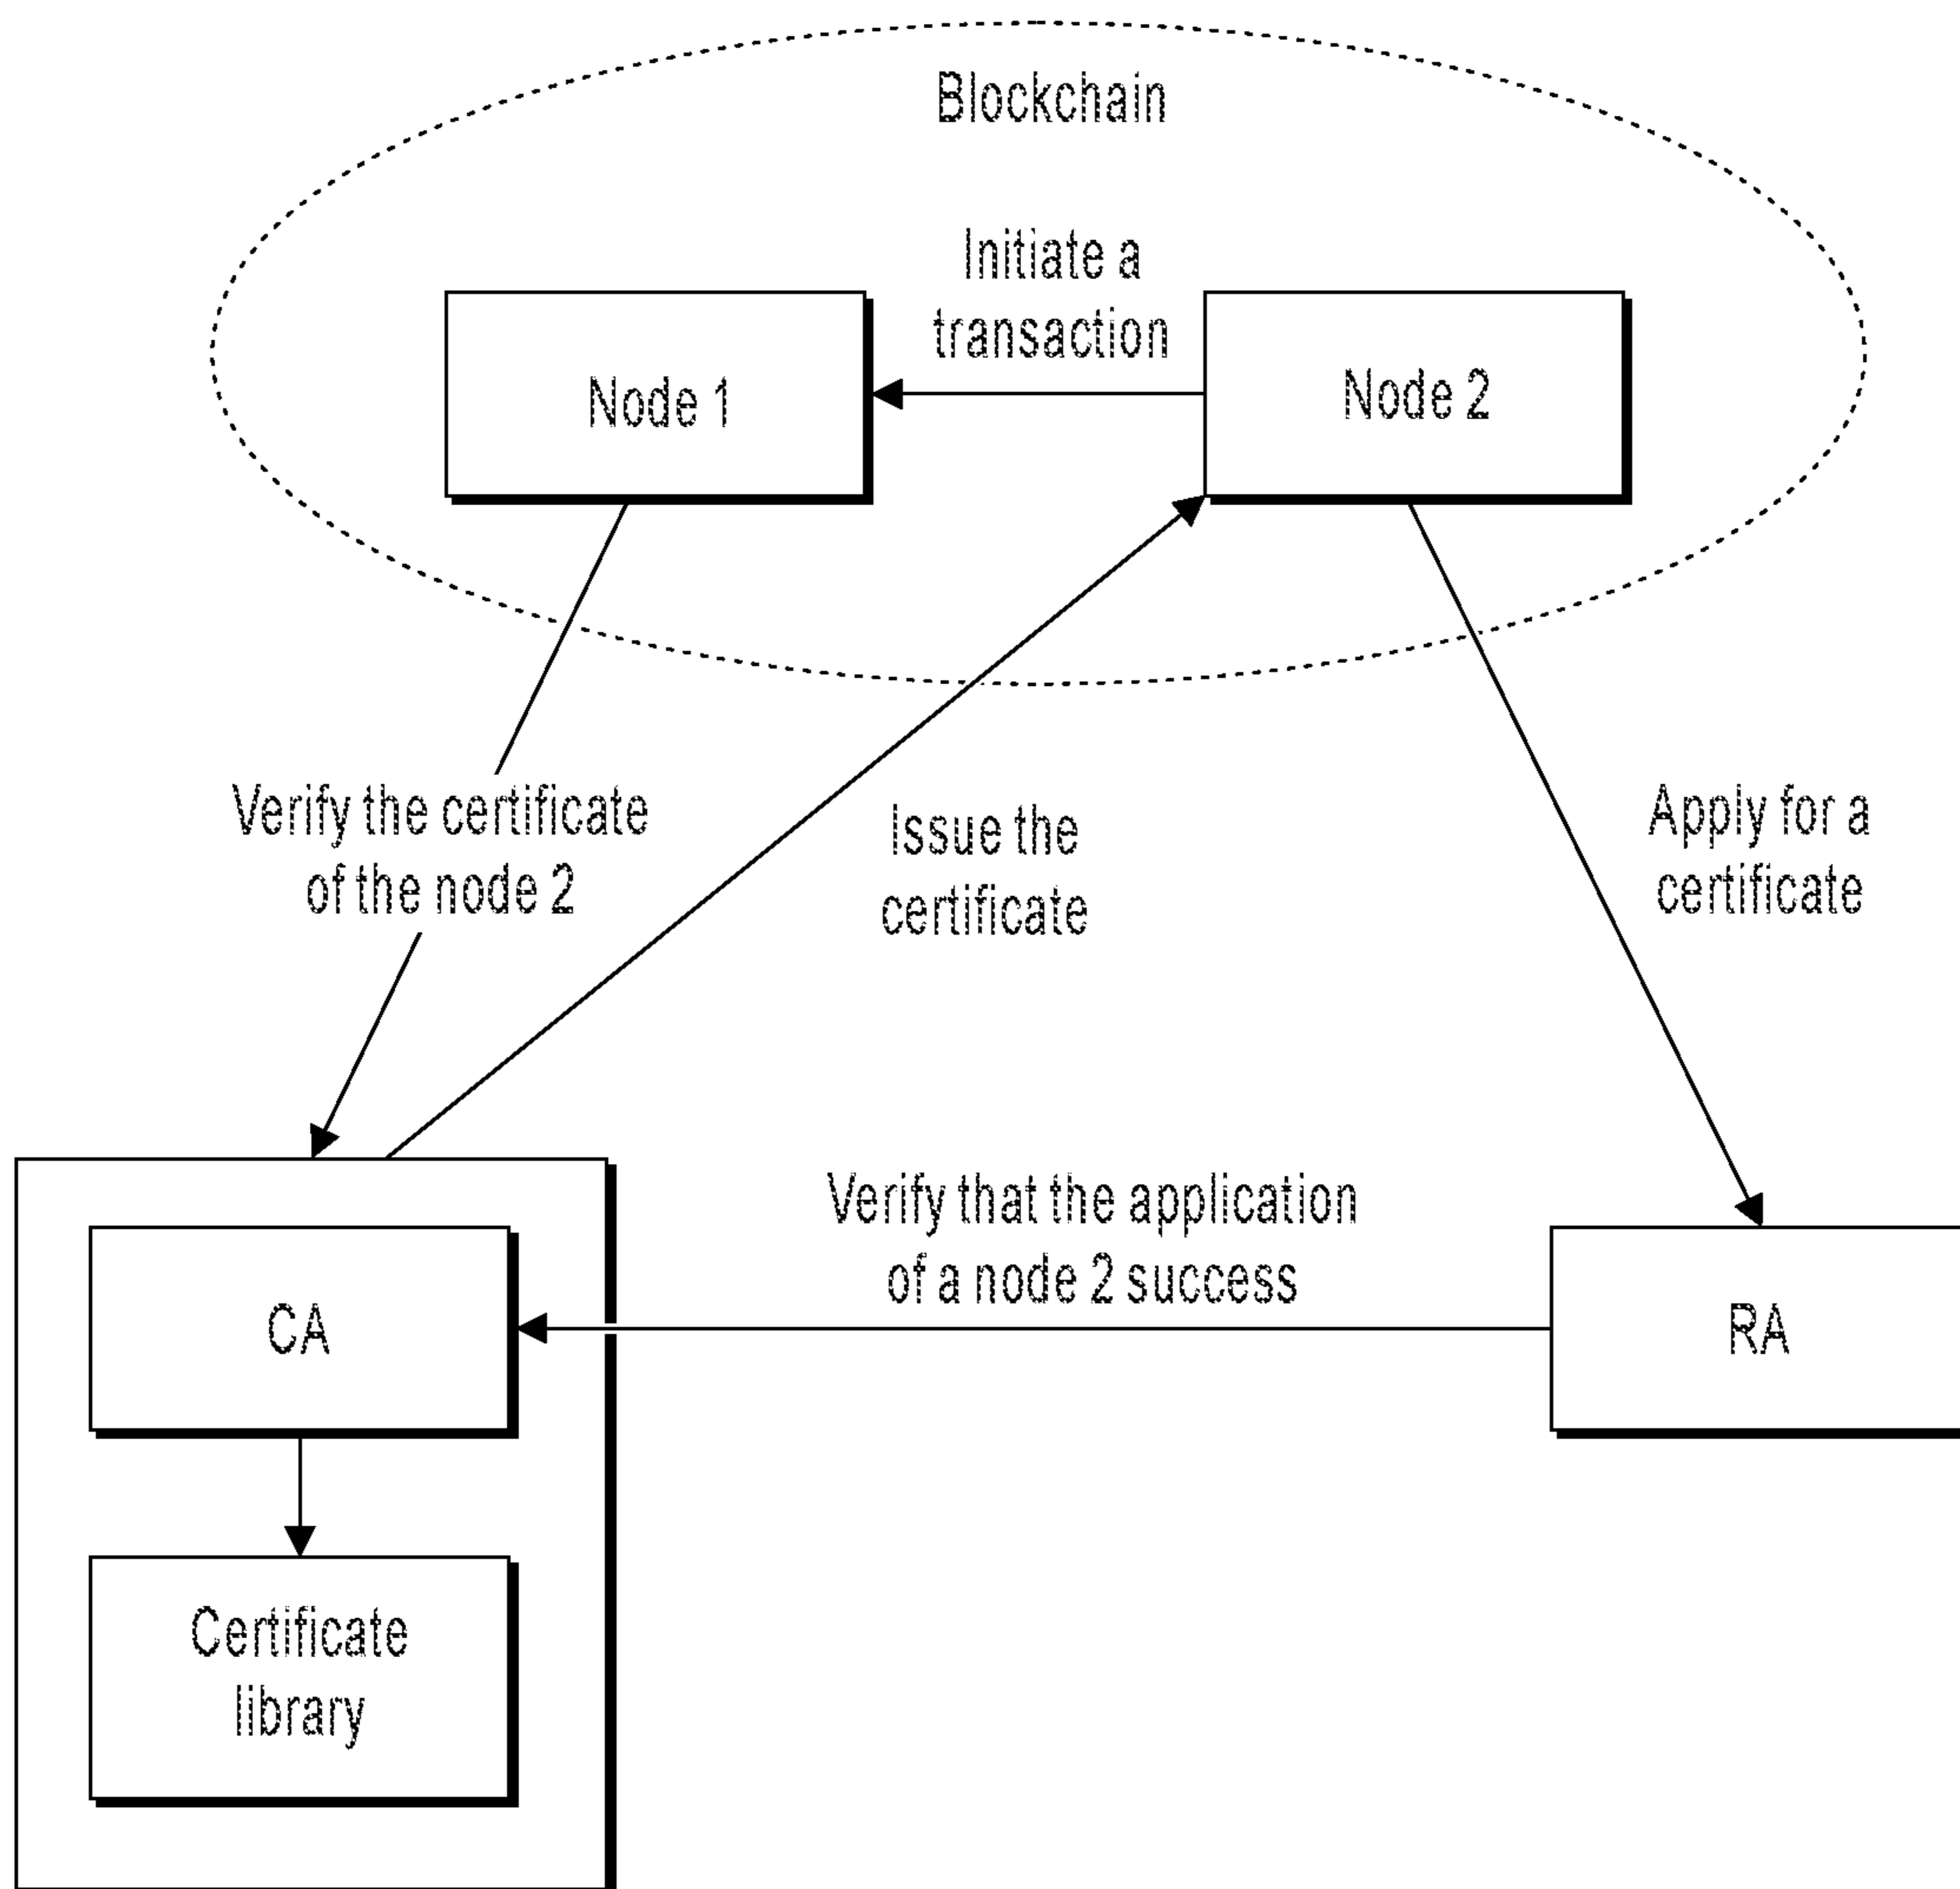 Blockchain
Initiate a
transaction
Node 1
Node 2
Verify the certificate
of the node 2
Issue the
certificate
Apply for a
certificate
Verify that the application
of a node 2 success
CA
RA
Certificate
library